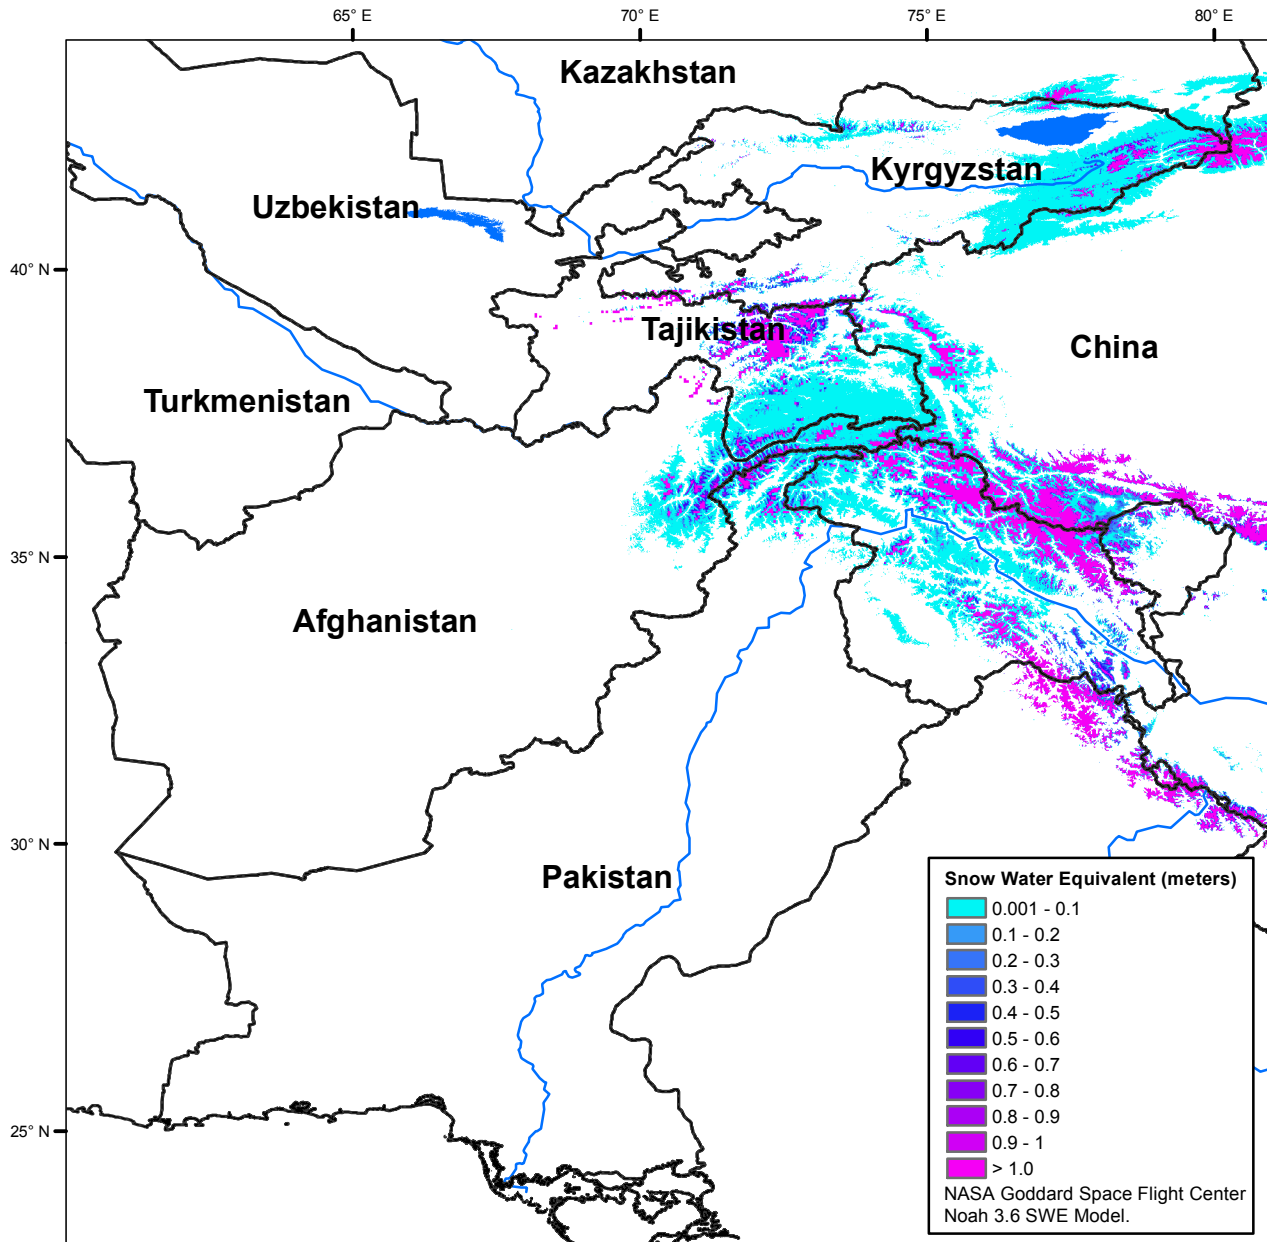 65° E
70° E
75° E
80° E
Kazakhstan
Kyrgyzstan
Uzbekistan
40° N
Tajikistan
China
Turkmenistan
35° N
Afghanistan
30° N
Pakistan
25° N
Snow Water Equivalent (meters)
0.001 - 0.1
0.1 - 0.2
0.2 - 0.3
0.3 - 0.4
0.4 - 0.5
0.5 - 0.6
0.6 - 0.7
0.7 - 0.8
0.8 - 0.9
0.9 - 1
> 1.0
NASA Goddard Space Flight Center
Noah 3.6 SWE Model.